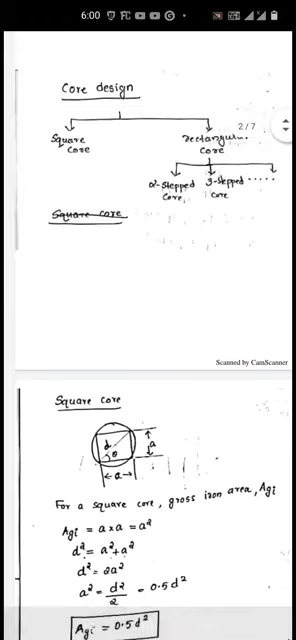 6:00
Core design
2/7
Square core
rectangu...
core
2-stepped core,
3-stepped core
.....
Square core
Scanned by CamScanner
Square core
d
θ
a
←a→
For a square core, gross iron area, Agi
Agi = a x a = a²
d² = a² + a²
d² = 2a²
a² = d²/2 = 0.5d²
Agi = 0.5d²